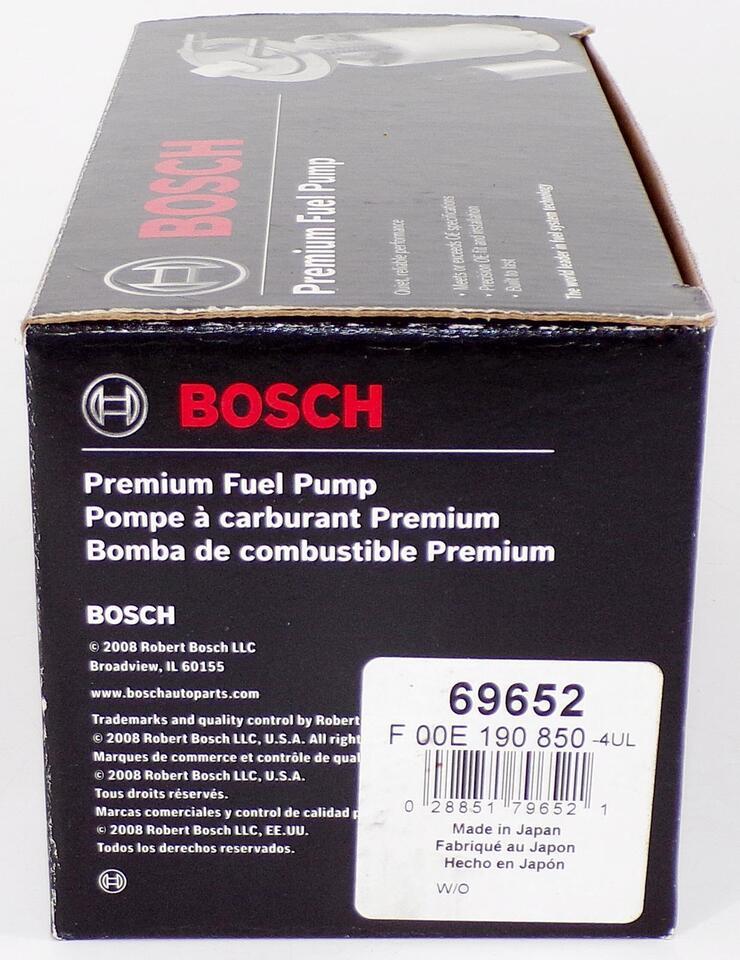 BOSCH
Premium Fuel Pump
Quiet, reliable performance
• Meets or exceeds OE specifications
• Precision OE fit and installation
• Built to last
The world leader in fuel system technology
BOSCH
Premium Fuel Pump
Pompe à carburant Premium
Bomba de combustible Premium
BOSCH
© 2008 Robert Bosch LLC
Broadview, IL 60155
www.boschautoparts.com
Trademarks and quality control by Robert
© 2008 Robert Bosch LLC, U.S.A. All right
Marques de commerce et contrôle de qual
© 2008 Robert Bosch LLC, U.S.A.
Tous droits réservés.
Marcas comerciales y control de calidad p
© 2008 Robert Bosch LLC, EE.UU.
Todos los derechos reservados.
69652
F 00E 190 850 -4UL
0 28851 79652 1
Made in Japan
Fabriqué au Japon
Hecho en Japón
W/O